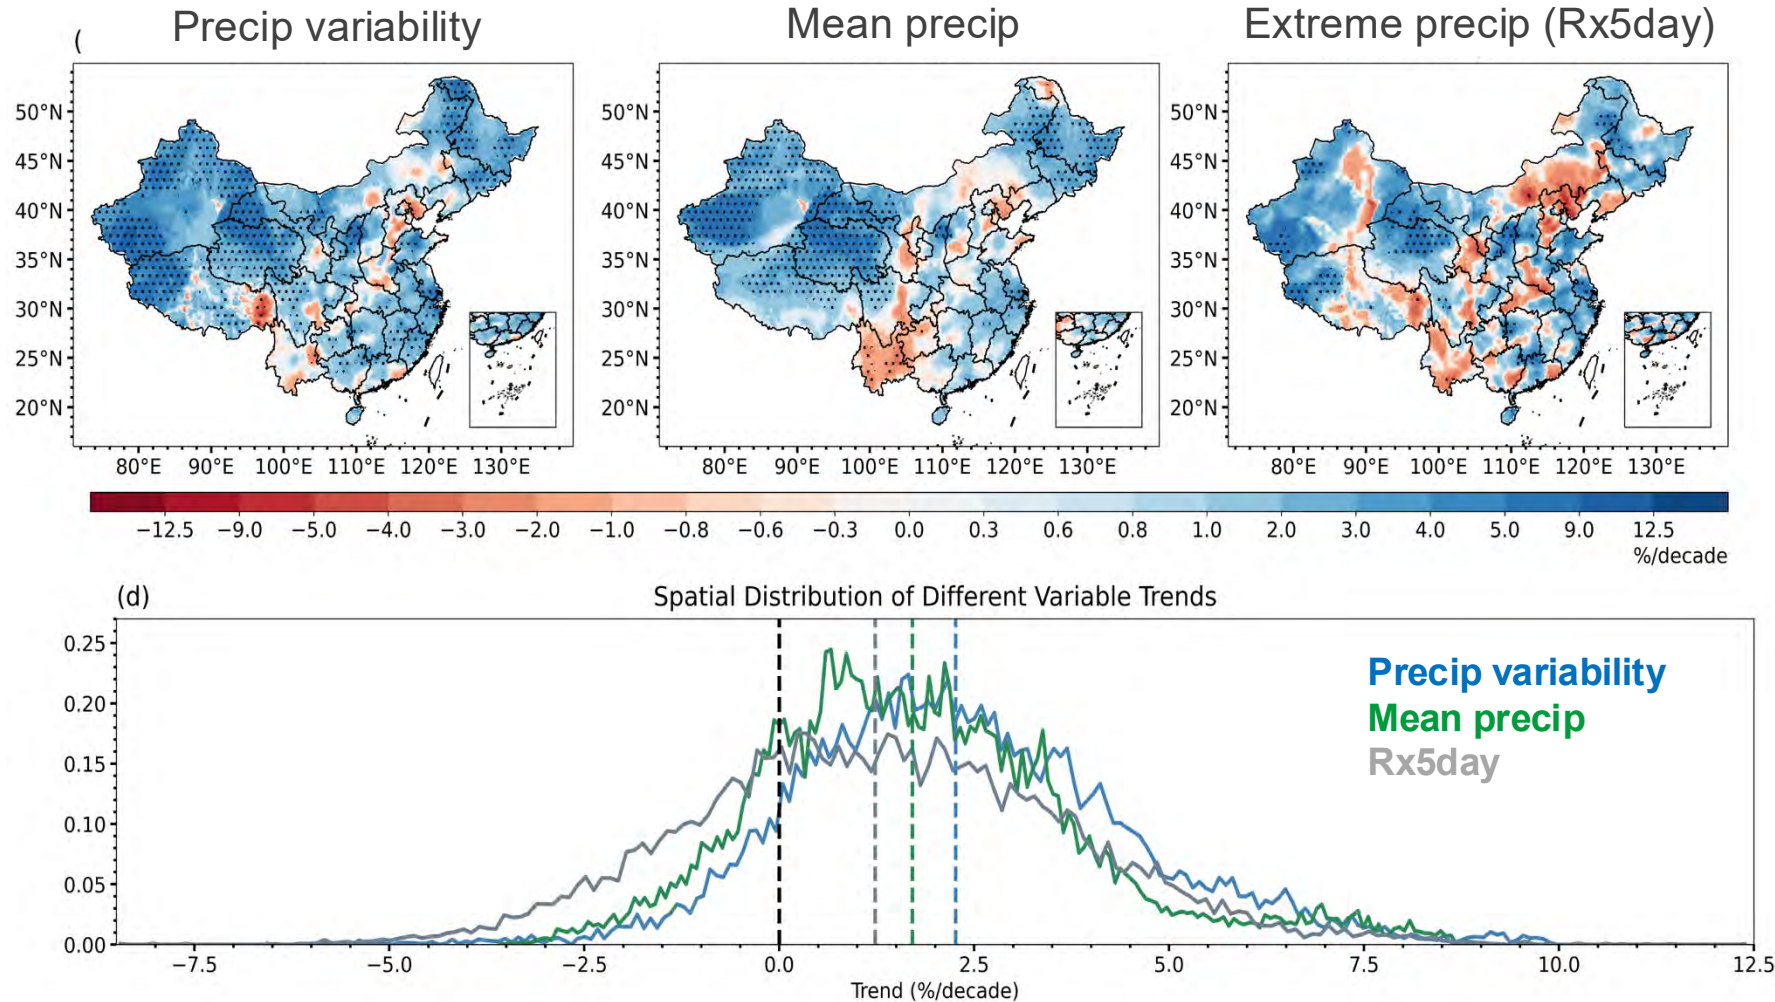 Precip variability
Mean precip
Extreme precip (Rx5day)
(
50°N
45°N
40°N
35°N
30°N
25°N
20°N
80°E 90°E 100°E 110°E 120°E 130°E
50°N
45°N
40°N
35°N
30°N
25°N
20°N
80°E 90°E 100°E 110°E 120°E 130°E
50°N
45°N
40°N
35°N
30°N
25°N
20°N
80°E 90°E 100°E 110°E 120°E 130°E
−12.5 −9.0 −5.0 −4.0 −3.0 −2.0 −1.0 −0.8 −0.6 −0.3 0.0 0.3 0.6 0.8 1.0 2.0 3.0 4.0 5.0 9.0 12.5
%/decade
(d)
Spatial Distribution of Different Variable Trends
0.25
0.20
0.15
0.10
0.05
0.00
Precip variability
Mean precip
Rx5day
−7.5 −5.0 −2.5 0.0 2.5 5.0 7.5 10.0 12.5
Trend (%/decade)